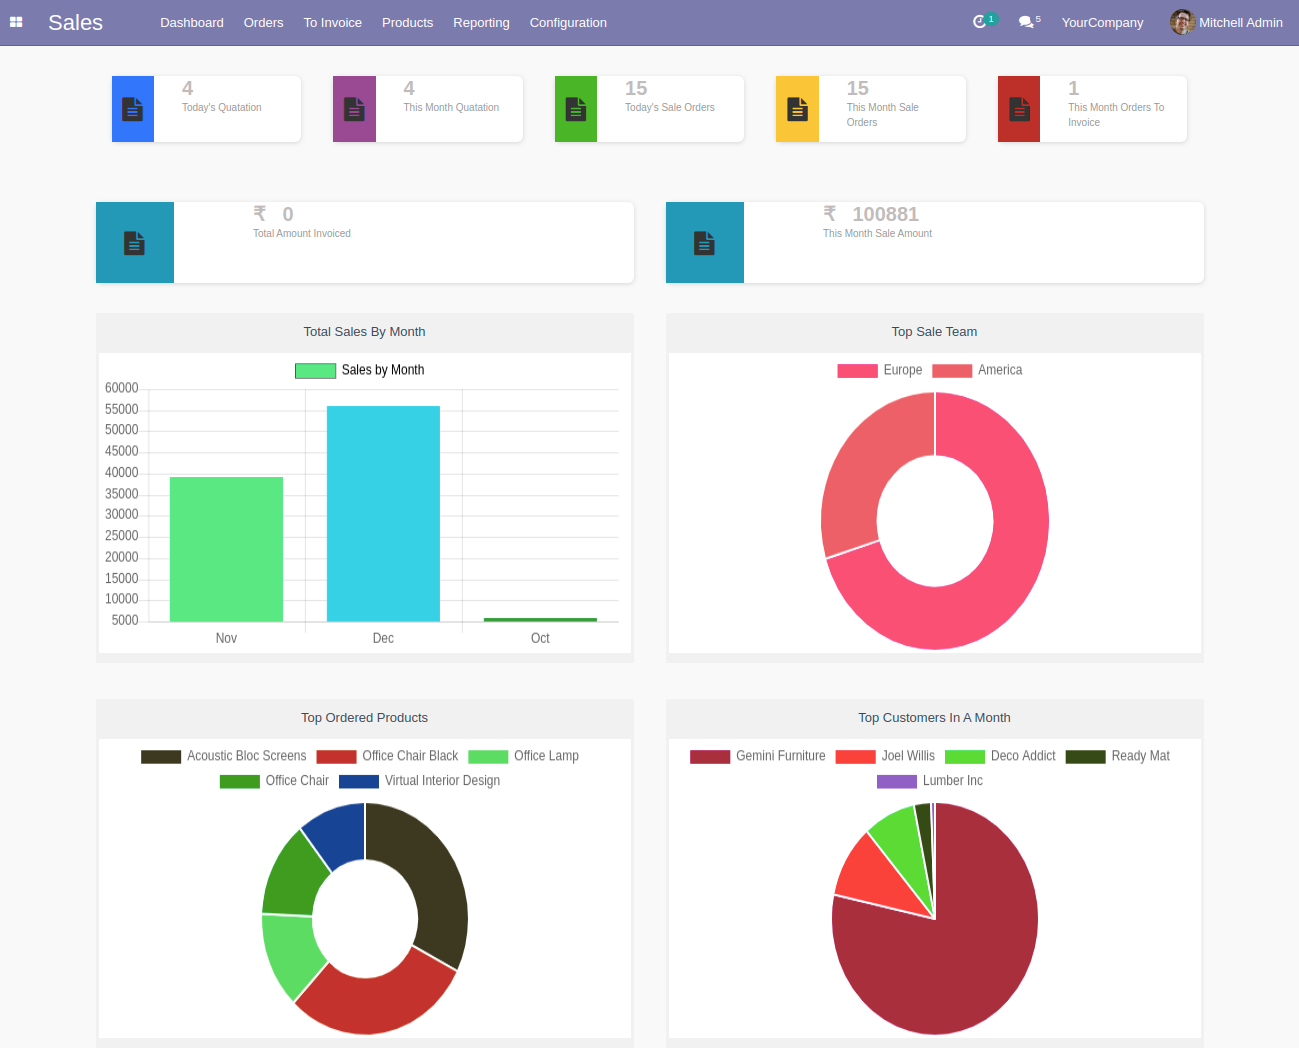 Sales Dashboard Orders To Invoice Products Reporting Configuration 1 5 YourCompany Mitchell Admin
4
Today's Quatation
4
This Month Quatation
15
Today's Sale Orders
15
This Month Sale
Orders
1
This Month Orders To
Invoice
₹ 0
Total Amount Invoiced
₹ 100881
This Month Sale Amount
Total Sales By Month
Sales by Month
60000
55000
50000
45000
40000
35000
30000
25000
20000
15000
10000
5000
Nov Dec Oct
Top Sale Team
Europe America
Top Ordered Products
Acoustic Bloc Screens Office Chair Black Office Lamp
Office Chair Virtual Interior Design
Top Customers In A Month
Gemini Furniture Joel Willis Deco Addict Ready Mat
Lumber Inc